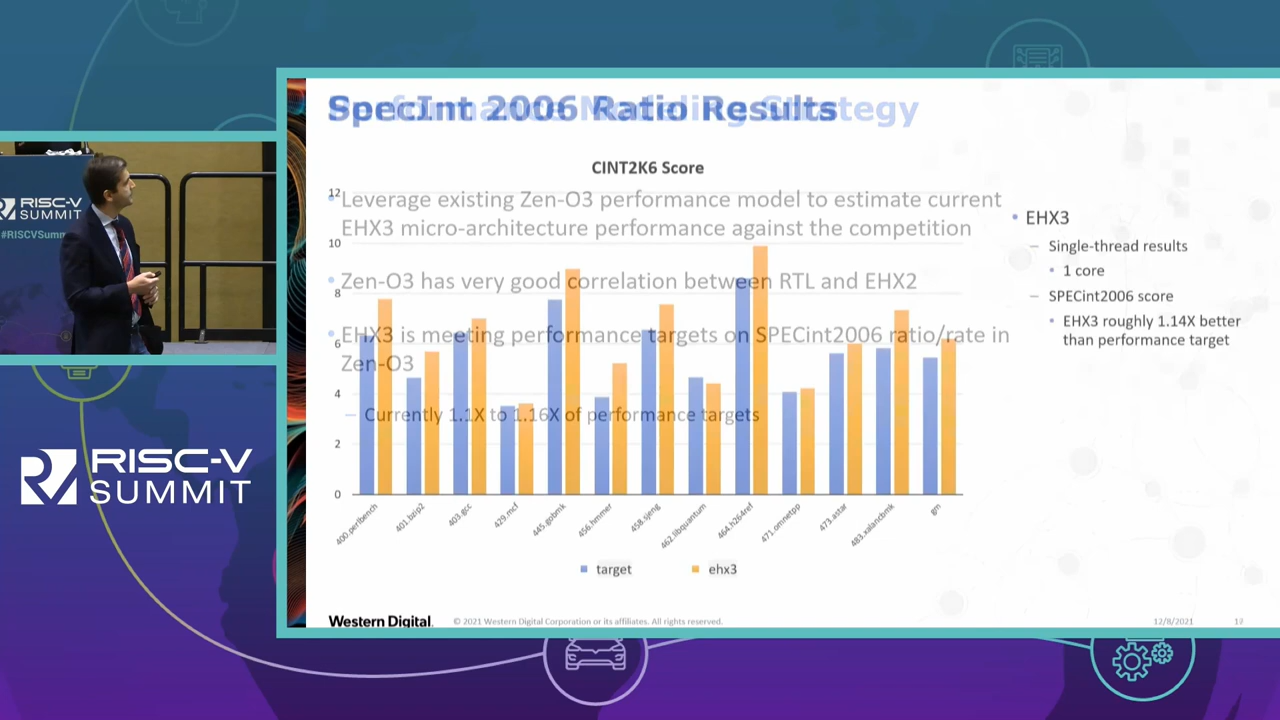 RISC-V
SUMMIT
#RISCVSumm
RISC-V
SUMMIT
SpecInt 2006 Ratio Results
Performance Modeling Strategy
CINT2K6 Score
Leverage existing Zen-O3 performance model to estimate current
EHX3 micro-architecture performance against the competition
Zen-O3 has very good correlation between RTL and EHX2
EHX3 is meeting performance targets on SPECint2006 ratio/rate in
Zen-O3
– Currently 1.1X to 1.16X of performance targets
12
10
8
6
4
2
0
400.perlbench
401.bzip2
403.gcc
429.mcf
445.gobmk
456.hmmer
458.sjeng
462.libquantum
464.h264ref
471.omnetpp
473.astar
483.xalancbmk
gm
target
ehx3
• EHX3
– Single-thread results
• 1 core
– SPECint2006 score
• EHX3 roughly 1.14X better
than performance target
Western Digital.
© 2021 Western Digital Corporation or its affiliates. All rights reserved.
12/8/2021